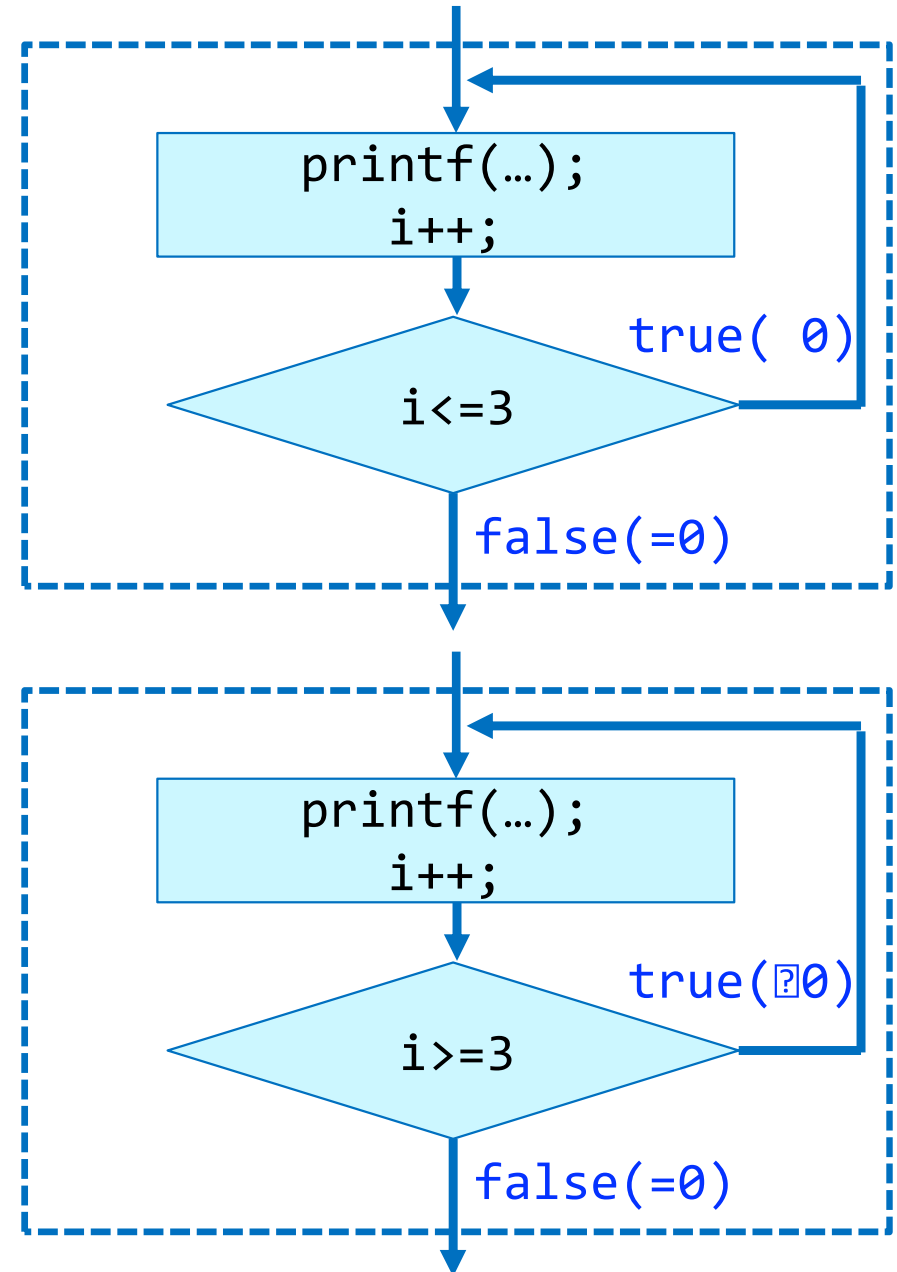 printf(…);
i++;
true( 0)
i<=3
false(=0)
printf(…);
i++;
true(⍰0)
i>=3
false(=0)